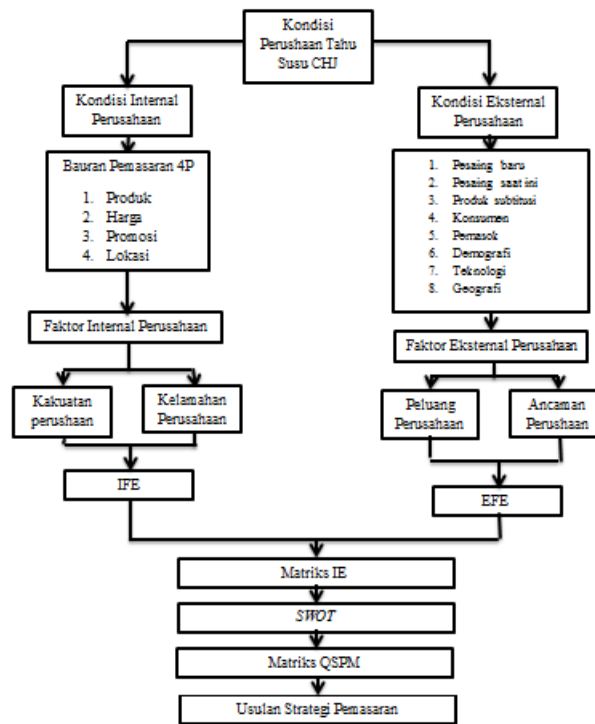 Kondisi
Perushaan Tahu
Susu CHJ
Kondisi Internal
Perusahaan
Kondisi Eksternal
Perusahaan
Bauran Pemasaran 4P
1. Produk
2. Harga
3. Promosi
4. Lokasi
1. Pesaing baru
2. Pesaing saat ini
3. Produk subtitusi
4. Konsumen
5. Pemasok
6. Demografi
7. Teknologi
8. Geografi
Faktor Internal Perusahaan
Faktor Eksternal Perusahaan
Kakuatan
perushaan
Kelamahan
Perusahaan
Peluang
Perusahaan
Ancaman
Perushaan
IFE
EFE
Matriks IE
SWOT
Matriks QSPM
Usulan Strategi Pemasaran